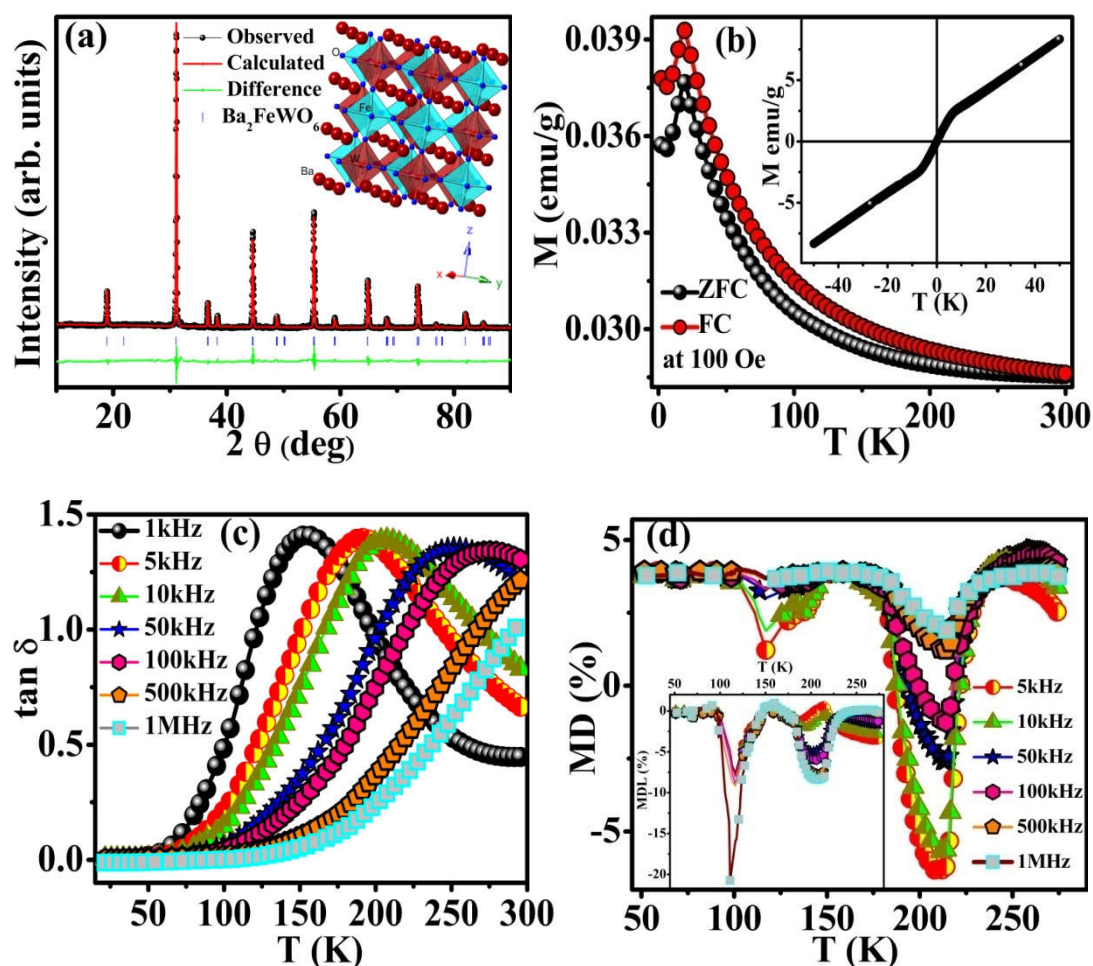 (a)
Observed
Calculated
Difference
Ba₂FeWO₆
O
Fe
W
Ba
z
x
y
Intensity (arb. units)
20
40
60
80
2 θ (deg)
(b)
0.039
0.036
0.033
0.030
M (emu/g)
ZFC
FC
at 100 Oe
0
100
200
300
T (K)
5
0
-5
M emu/g
-40
-20
0
20
40
T (K)
(c)
1kHz
5kHz
10kHz
50kHz
100kHz
500kHz
1MHz
1.5
1.0
0.5
0.0
tan δ
50
100
150
200
250
300
T (K)
(d)
5
0
-5
MD (%)
50
100
150
200
250
T (K)
5kHz
10kHz
50kHz
100kHz
500kHz
1MHz
T (K)
50
100
150
200
250
0
-5
-10
-15
-20
MDL (%)